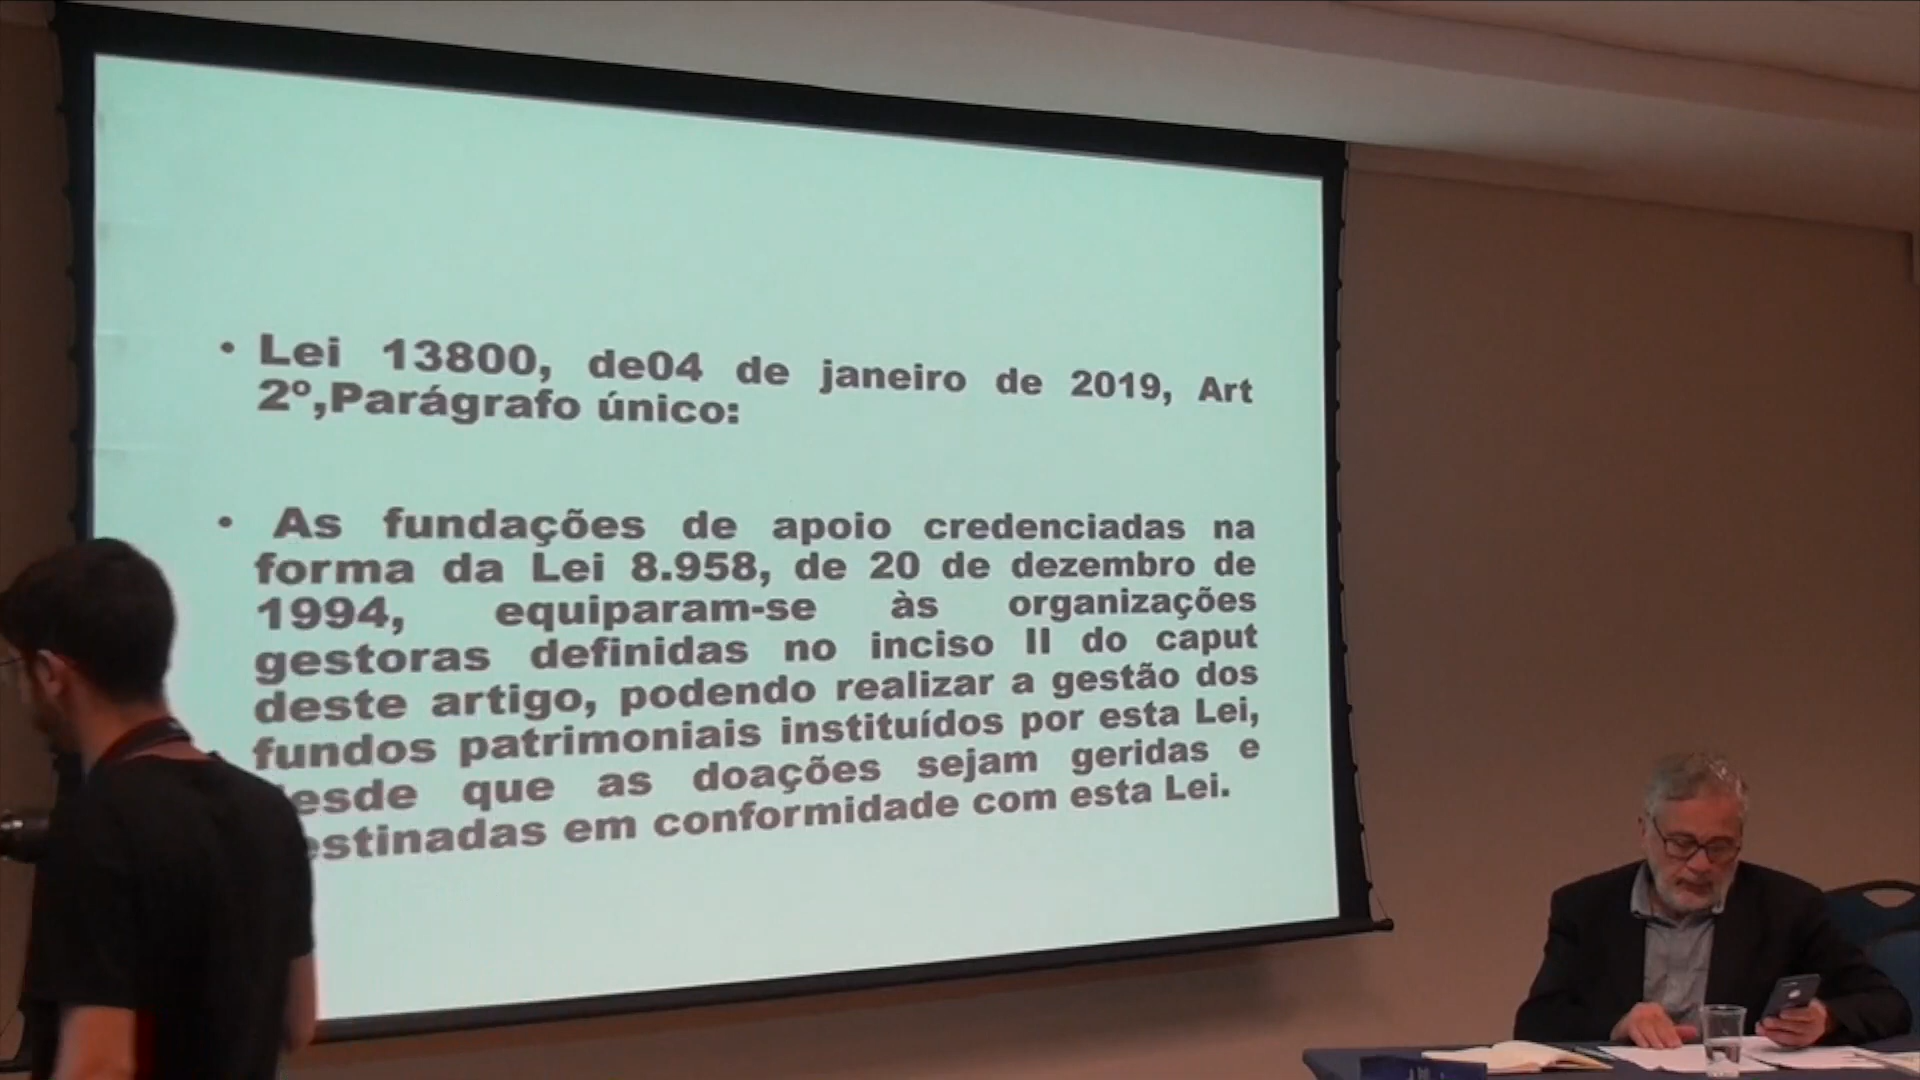 • Lei 13800, de04 de janeiro de 2019, Art
2º,Parágrafo único:
• As fundações de apoio credenciadas na
forma da Lei 8.958, de 20 de dezembro de
1994, equiparam-se às organizações
gestoras definidas no inciso II do caput
deste artigo, podendo realizar a gestão dos
fundos patrimoniais instituídos por esta Lei,
esde que as doações sejam geridas e
estinadas em conformidade com esta Lei.